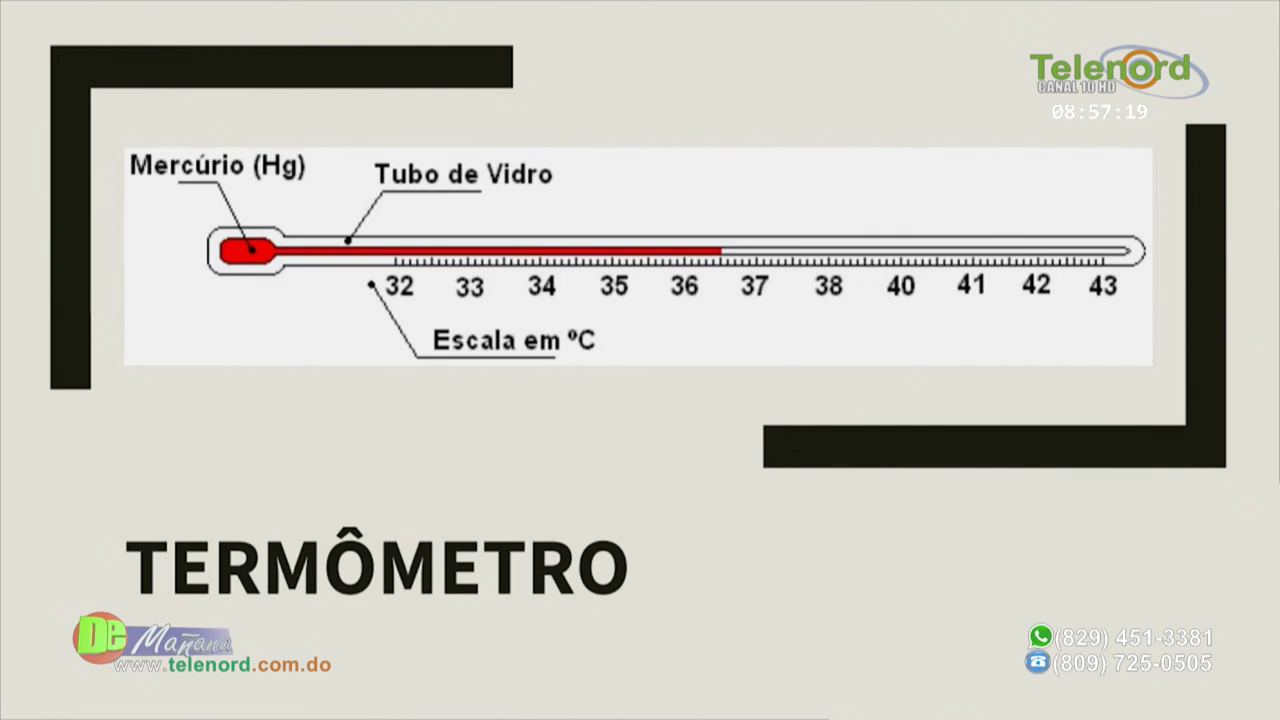 Telenord
CANAL 10 HD
08:57:19
Mercúrio (Hg)
Tubo de Vidro
32 33 34 35 36 37 38 40 41 42 43
Escala em ºC
TERMÔMETRO
De Mañana
www.telenord.com.do
(829) 451-3381
(809) 725-0505